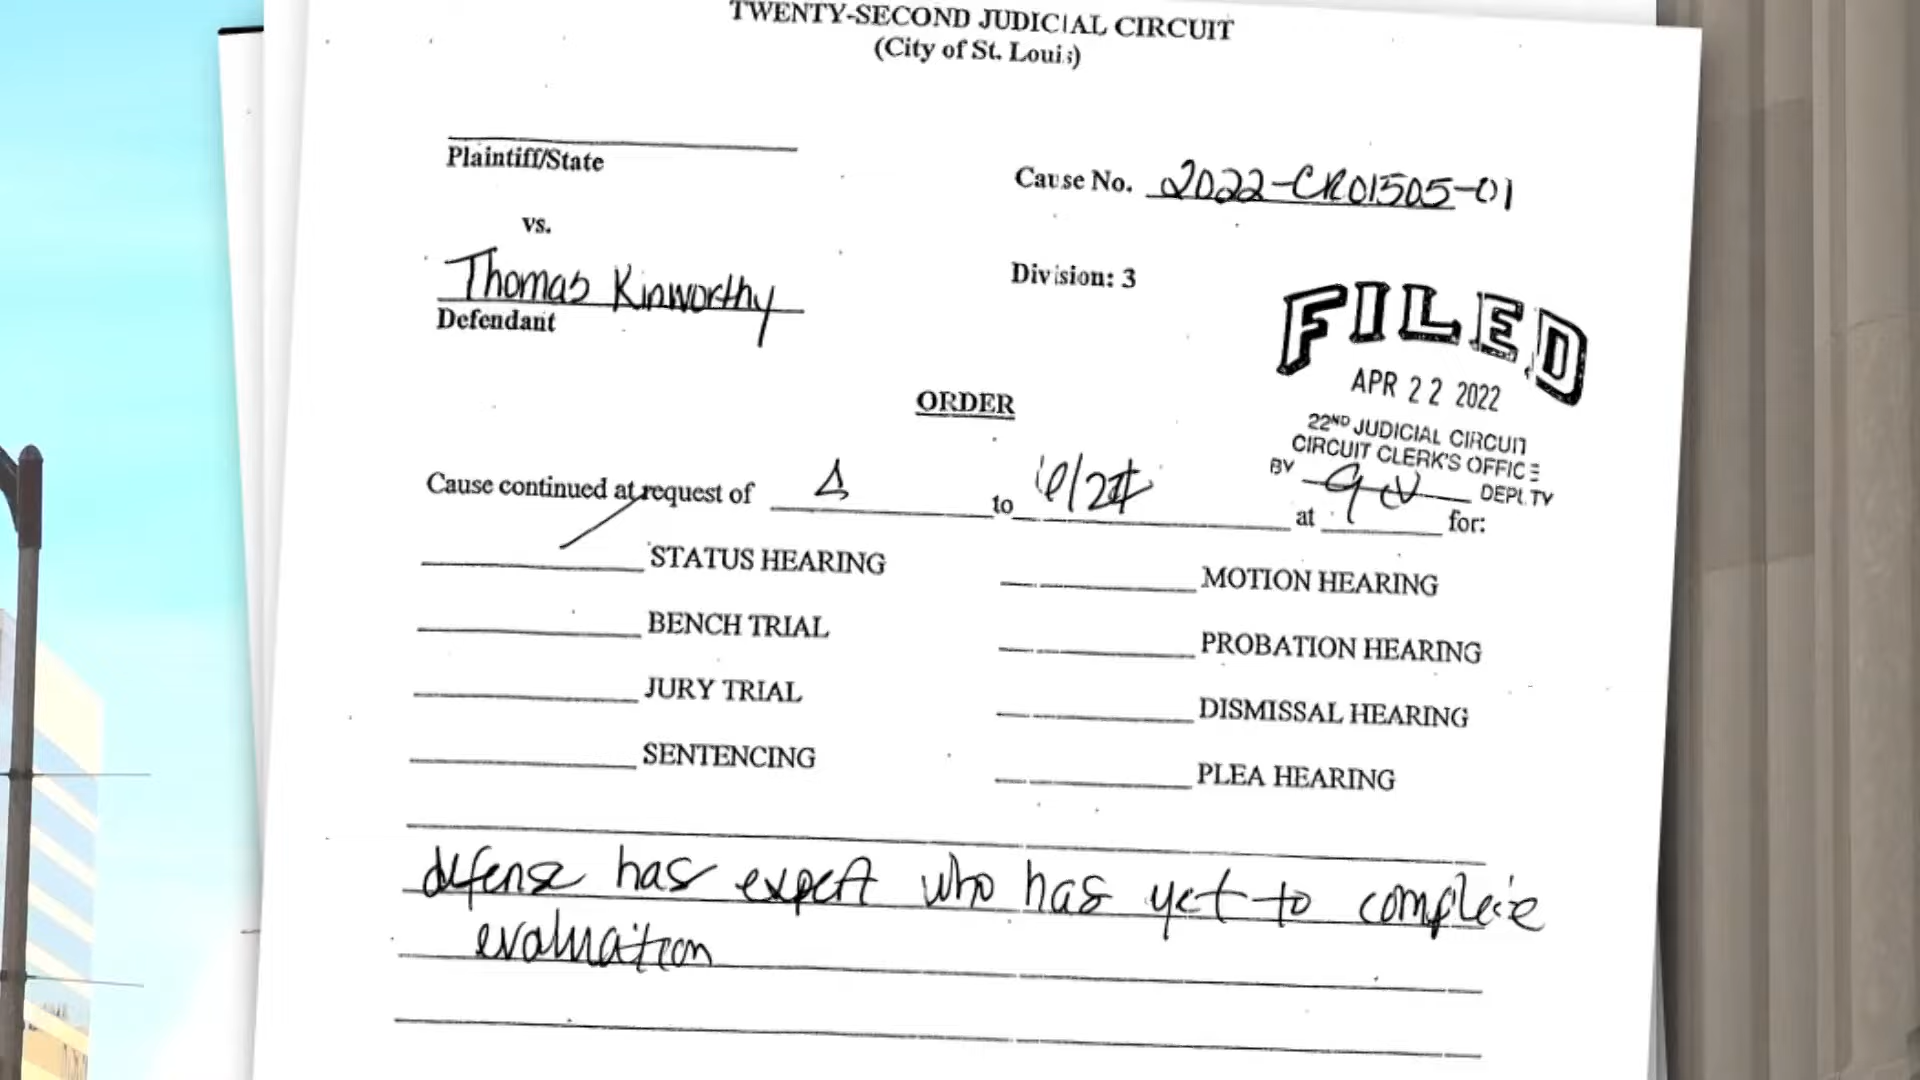 TWENTY-SECOND JUDICIAL CIRCUIT
(City of St. Louis)
Plaintiff/State
Cause No. 2022-CR01505-01
vs.
Thomas Kinworthy
Defendant
Division: 3
FILED
APR 22 2022
22ND JUDICIAL CIRCUIT
CIRCUIT CLERK'S OFFICE
BY DEPUTY
ORDER
Cause continued at request of Δ to at for:
STATUS HEARING
MOTION HEARING
BENCH TRIAL
PROBATION HEARING
JURY TRIAL
DISMISSAL HEARING
SENTENCING
PLEA HEARING
defense has expert who has yet to complete
evaluation